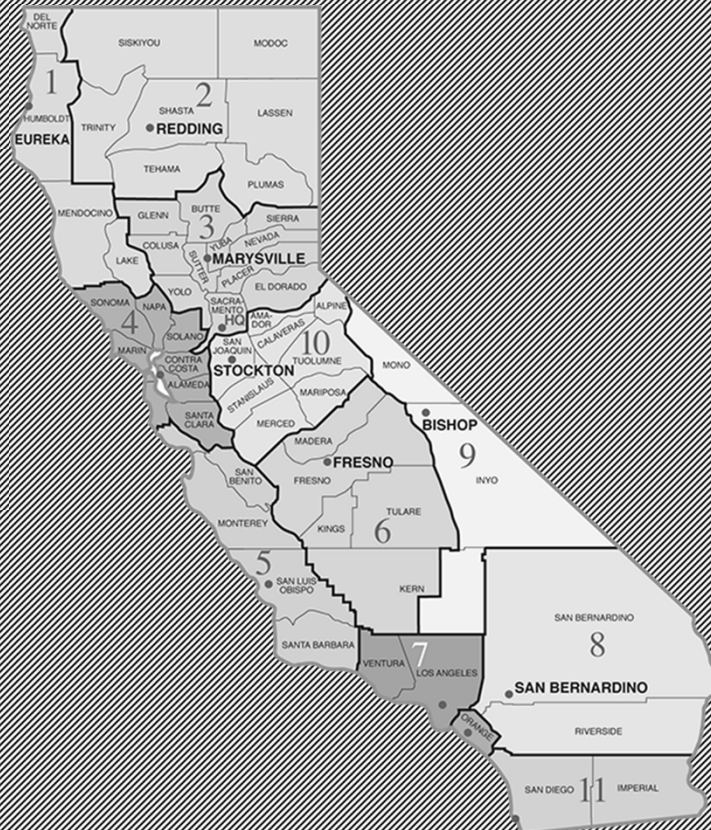 DEL
NORTE
SISKIYOU
MODOC
1
HUMBOLDT
EUREKA
TRINITY
SHASTA
2
REDDING
LASSEN
TEHAMA
PLUMAS
MENDOCINO
GLENN
BUTTE
3
SIERRA
LAKE
COLUSA
SUTTER
YUBA
NEVADA
MARYSVILLE
PLACER
YOLO
EL DORADO
SONOMA
NAPA
4
SACRA-
MENTO
HQ
AMA-
DOR
ALPINE
SOLANO
MARIN
CONTRA
COSTA
ALAMEDA
SANTA
CLARA
SAN
JOAQUIN
CALAVERAS
10
TUOLUMNE
STOCKTON
STANISLAUS
MARIPOSA
MERCED
MONO
BISHOP
9
INYO
MADERA
FRESNO
FRESNO
SAN
BENITO
MONTEREY
KINGS
TULARE
6
5
SAN LUIS
OBISPO
KERN
SANTA BARBARA
VENTURA
7
LOS ANGELES
SAN BERNARDINO
8
SAN BERNARDINO
ORANGE
RIVERSIDE
SAN DIEGO
11
IMPERIAL